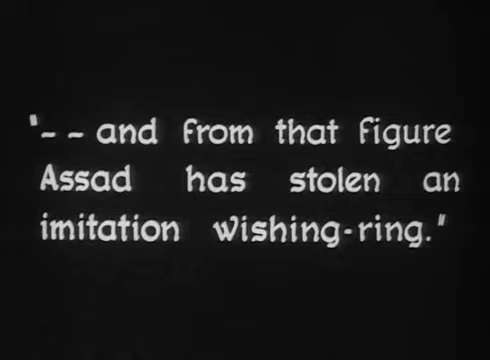 "-- and from that figure
Assad has stolen an
imitation wishing-ring."